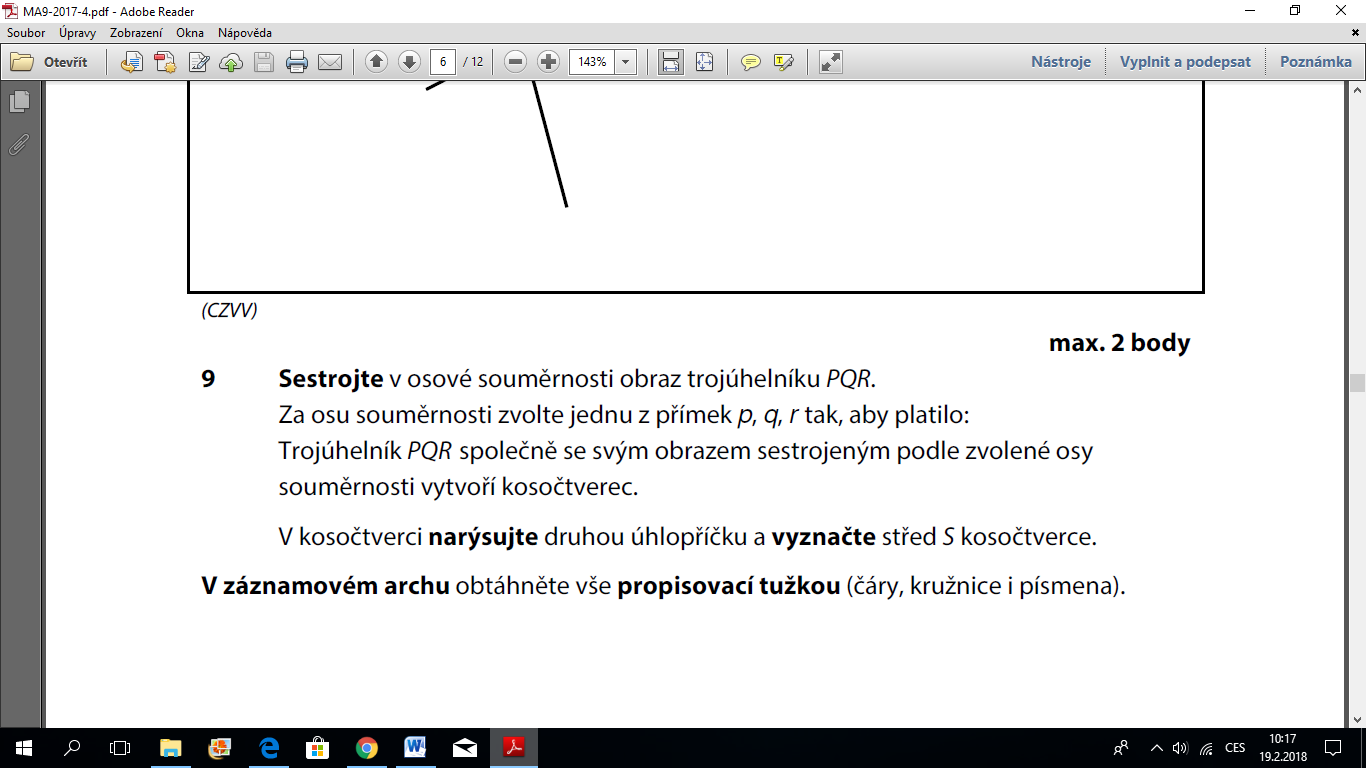 MA9-2017-4.pdf - Adobe Reader
Soubor Úpravy Zobrazení Okna Nápověda
Otevřít 6 / 12 143% Nástroje Vyplnit a podepsat Poznámka
(CZVV)
max. 2 body
9 Sestrojte v osové souměrnosti obraz trojúhelníku PQR.
Za osu souměrnosti zvolte jednu z přímek p, q, r tak, aby platilo:
Trojúhelník PQR společně se svým obrazem sestrojeným podle zvolené osy
souměrnosti vytvoří kosočtverec.
V kosočtverci narýsujte druhou úhlopříčku a vyznačte střed S kosočtverce.
V záznamovém archu obtáhněte vše propisovací tužkou (čáry, kružnice i písmena).
CES
10:17
19.2.2018